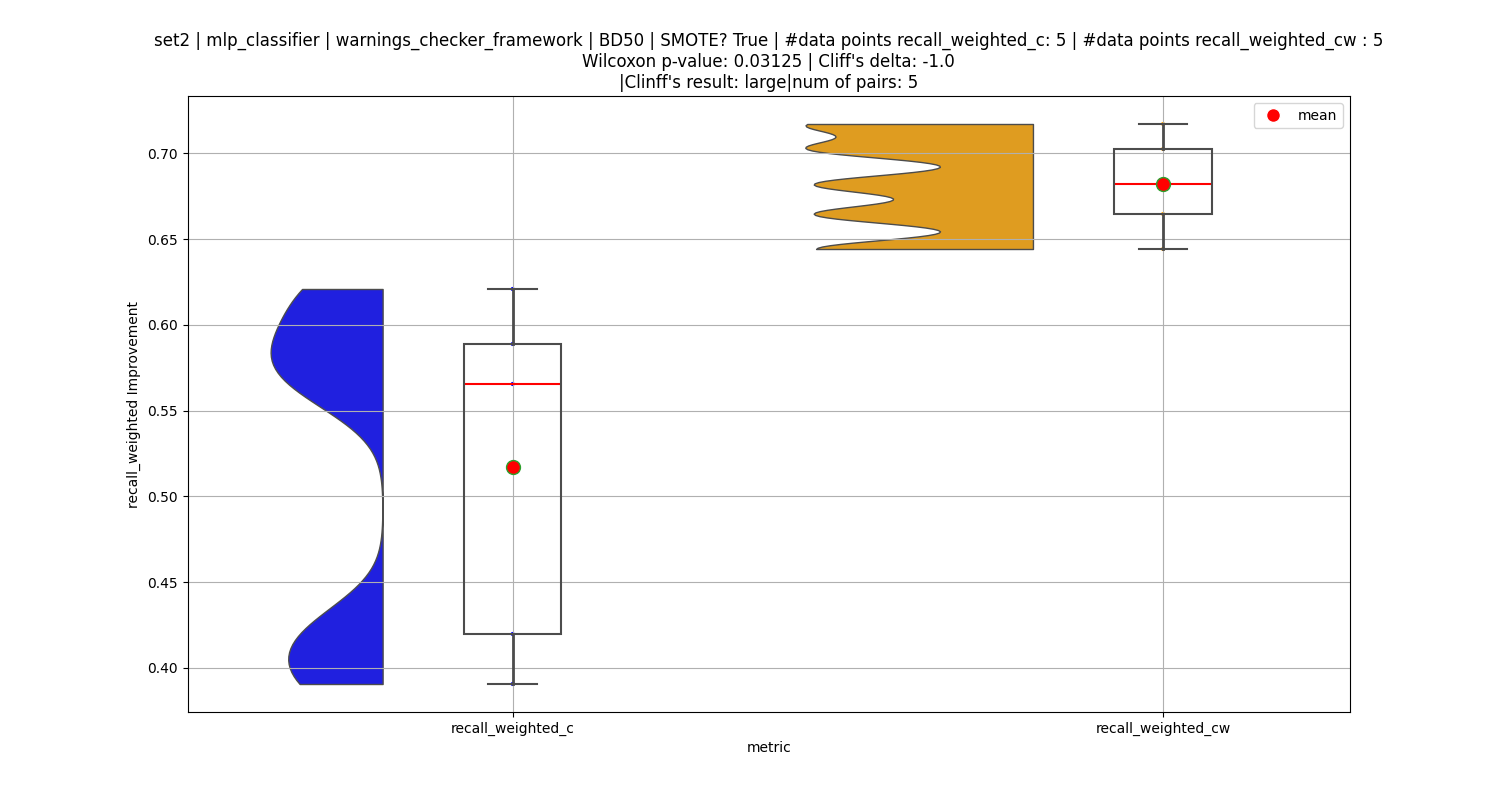 set2 | mlp_classifier | warnings_checker_framework | BD50 | SMOTE? True | #data points recall_weighted_c: 5 | #data points recall_weighted_cw : 5
Wilcoxon p-value: 0.03125 | Cliff's delta: -1.0
|Clinff's result: large|num of pairs: 5
mean
0.70
0.65
0.60
0.55
0.50
0.45
0.40
recall_weighted Improvement
recall_weighted_c
recall_weighted_cw
metric